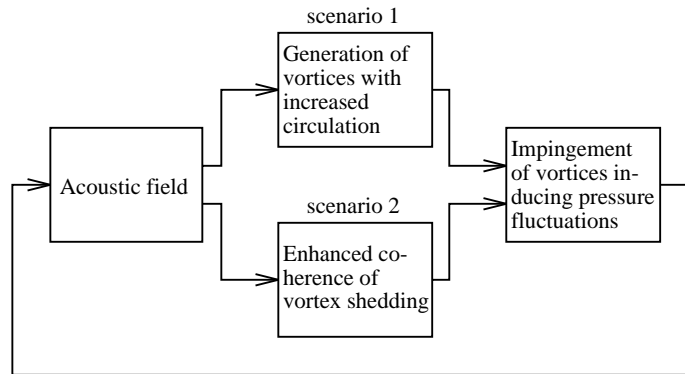 scenario 1
Generation of
vortices with
increased
circulation
Acoustic field
Impingement
of vortices in-
ducing pressure
fluctuations
scenario 2
Enhanced co-
herence of
vortex shedding